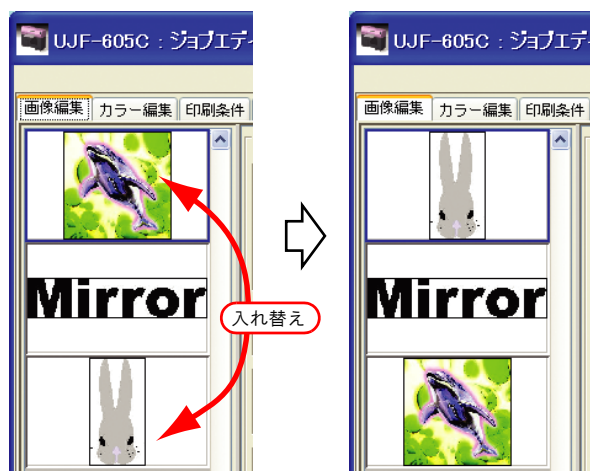 UJF-605C : ジョブエディ
画像編集 カラー編集 印刷条件
Mirror
入れ替え
UJF-605C : ジョブエデ
画像編集 カラー編集 印刷条件
Mirror